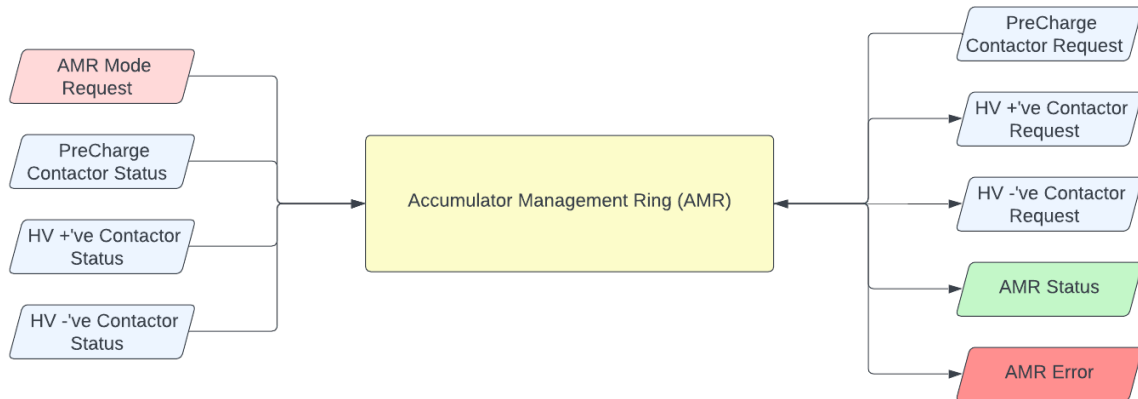 AMR Mode
Request
PreCharge
Contactor Status
HV +'ve Contactor
Status
HV -'ve Contactor
Status
Accumulator Management Ring (AMR)
PreCharge
Contactor Request
HV +'ve Contactor
Request
HV -'ve Contactor
Request
AMR Status
AMR Error